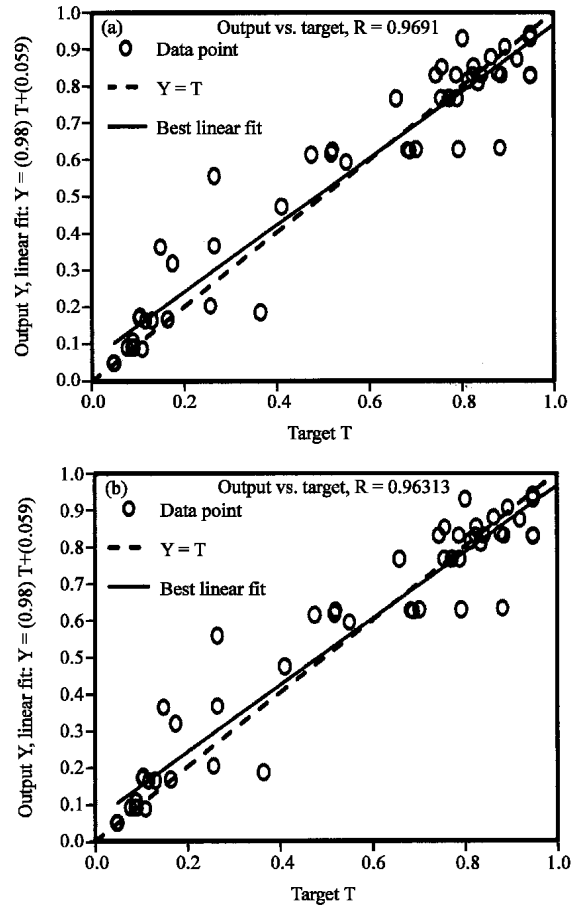 (a) Output vs. target, R = 0.9691
Data point
Y = T
Best linear fit
Output Y, linear fit: Y = (0.98) T+(0.059)
1.0
0.9
0.8
0.7
0.6
0.5
0.4
0.3
0.2
0.1
0.0
0.0 0.2 0.4 0.6 0.8 1.0
Target T
(b) Output vs. target, R = 0.96313
Data point
Y = T
Best linear fit
Output Y, linear fit: Y = (0.98) T+(0.059)
1.0
0.9
0.8
0.7
0.6
0.5
0.4
0.3
0.2
0.1
0.0
0.0 0.2 0.4 0.6 0.8 1.0
Target T